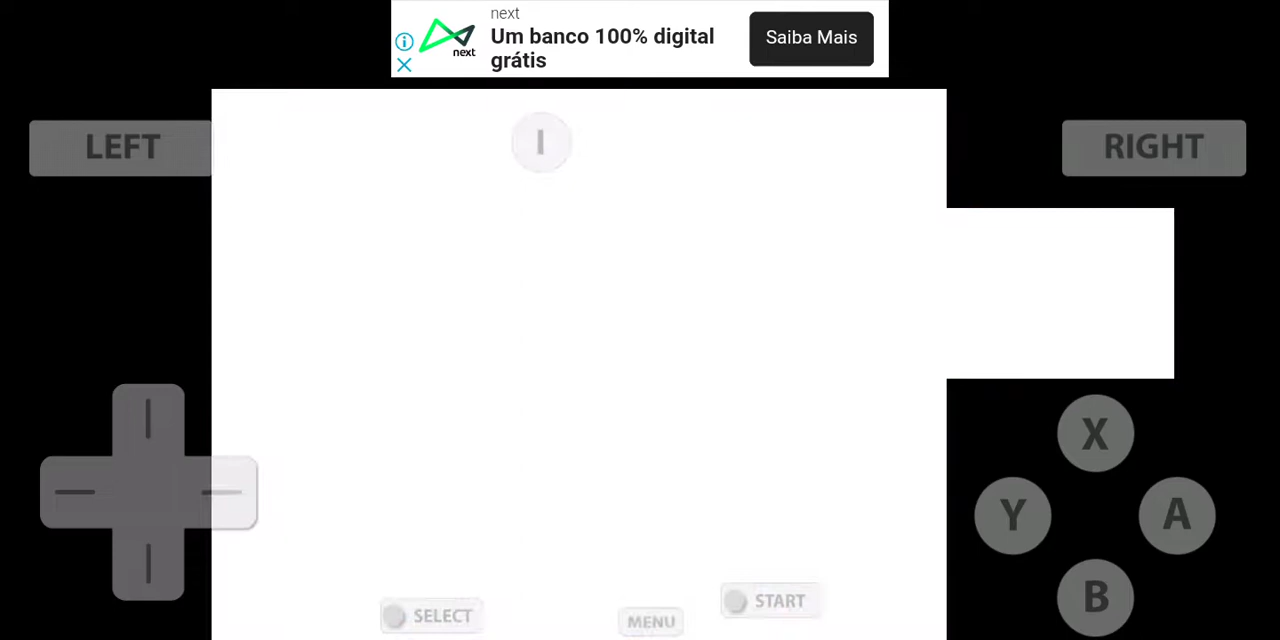 next
Um banco 100% digital
grátis
next
Saiba Mais
LEFT
RIGHT
X
Y
A
B
SELECT
MENU
START